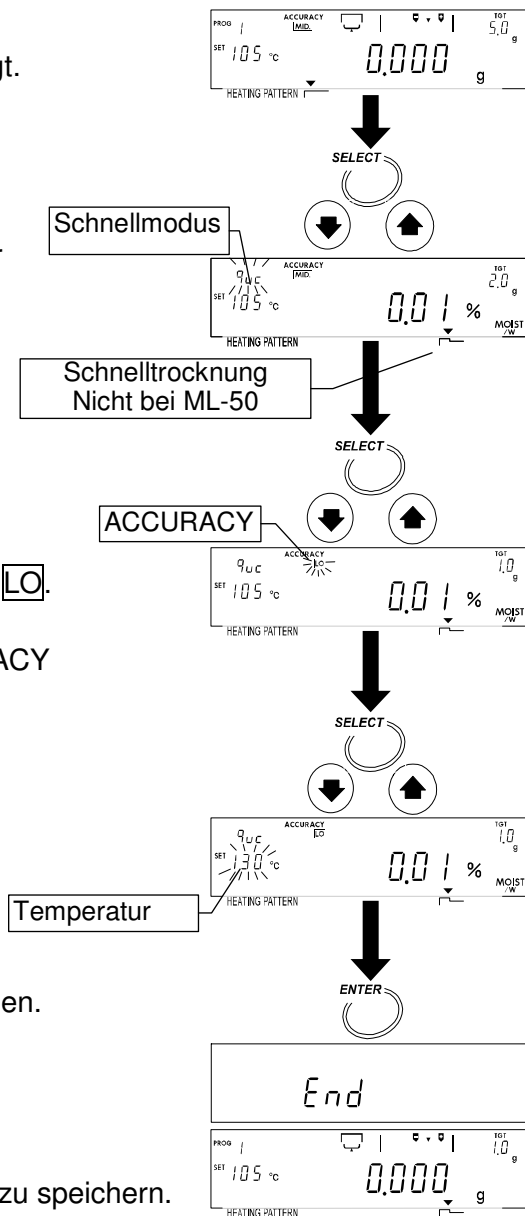 PROG 1 ACCURACY MID. TGT 5.0 g
SET 105 °C 0.000 g
gt.
HEATING PATTERN
SELECT
Schnellmodus
quc ACCURACY MID. TGT 2.0 g
SET 105 °C 0.01 % MOIST /W
HEATING PATTERN
Schnelltrocknung
Nicht bei ML-50
SELECT
ACCURACY
quc ACCURACY LO TGT 1.0 g
LO.
SET 105 °C 0.01 % MOIST /W
HEATING PATTERN
ACY
SELECT
quc ACCURACY LO TGT 1.0 g
SET 130 °C 0.01 % MOIST /W
HEATING PATTERN
Temperatur
ENTER
en.
End
PROG 1 TGT 1.0 g
SET 105 °C 0.000 g
zu speichern.
HEATING PATTERN